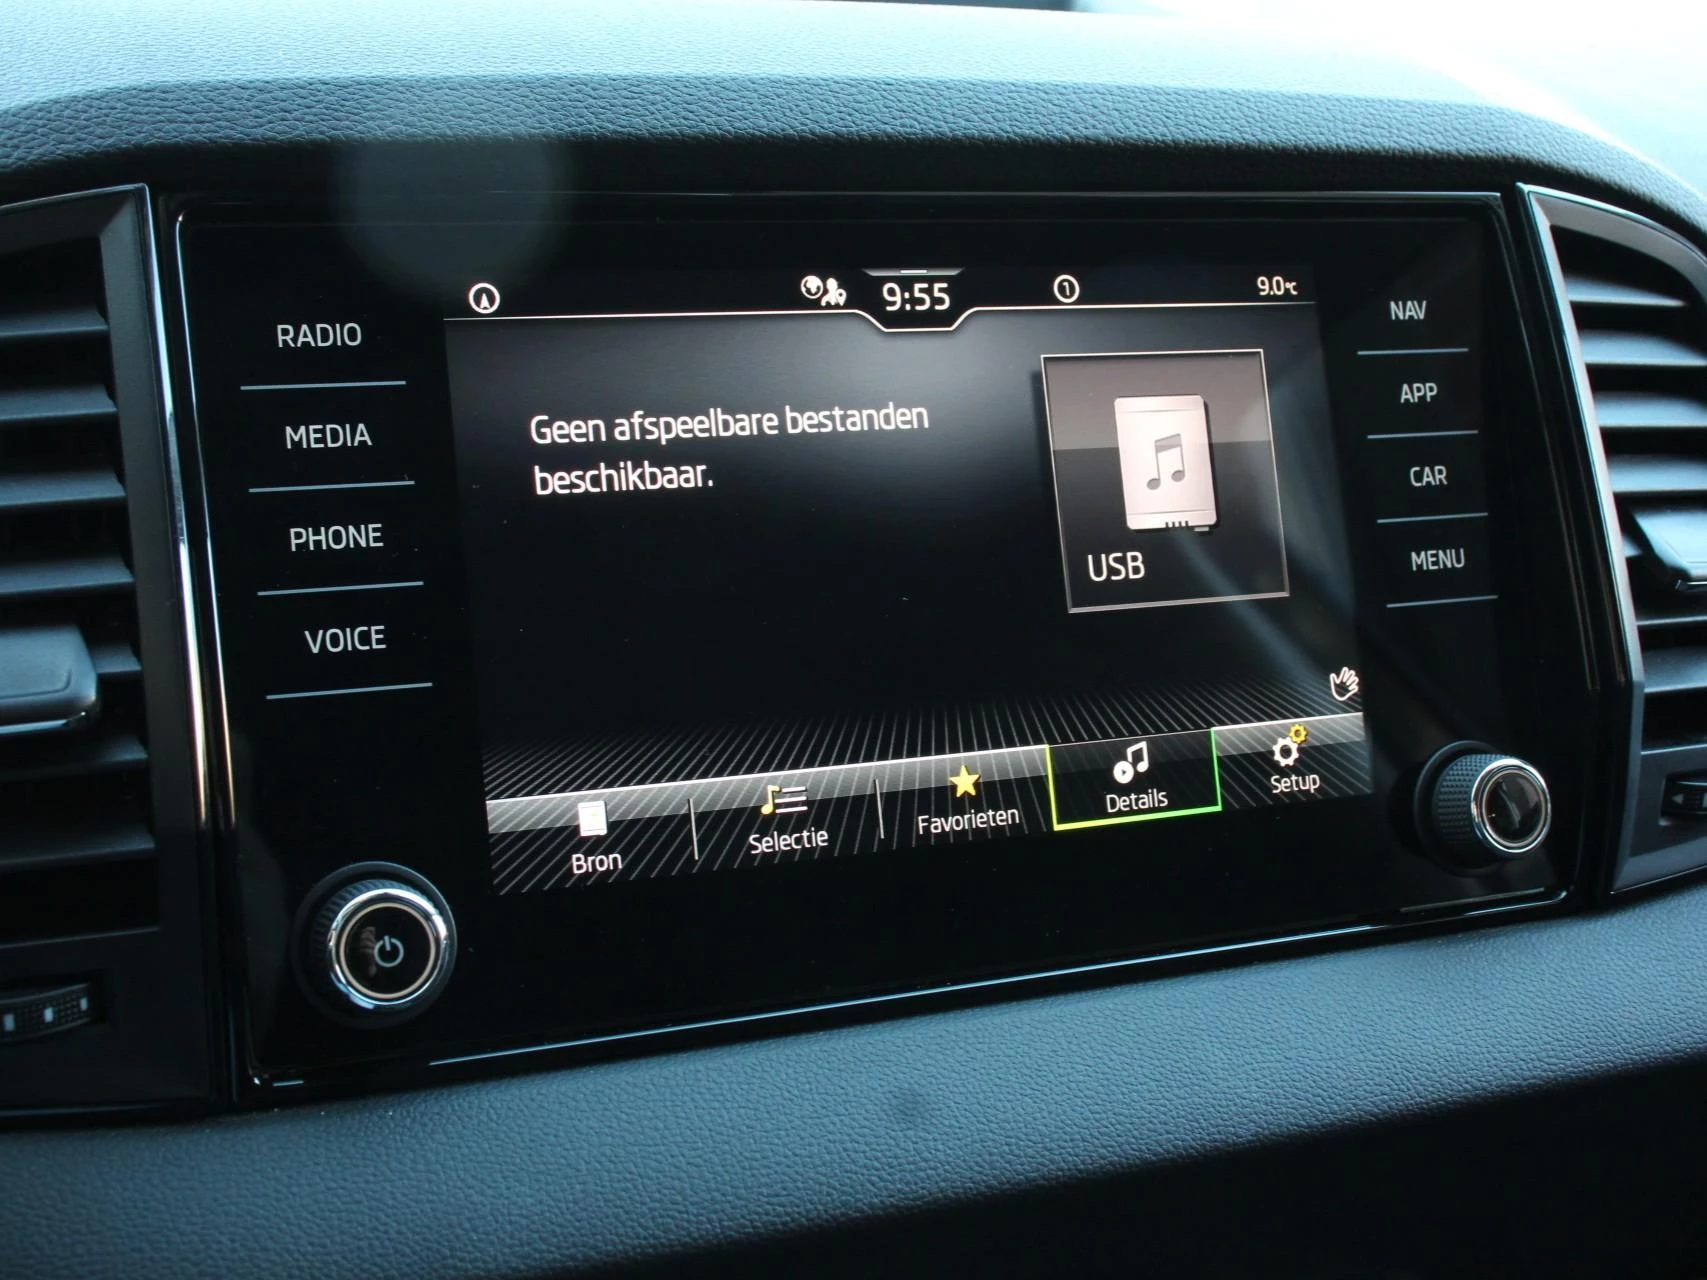 9:55
1
9.0°C
RADIO
MEDIA
PHONE
VOICE
Geen afspeelbare bestanden
beschikbaar.
USB
NAV
APP
CAR
MENU
Bron
Selectie
Favorieten
Details
Setup